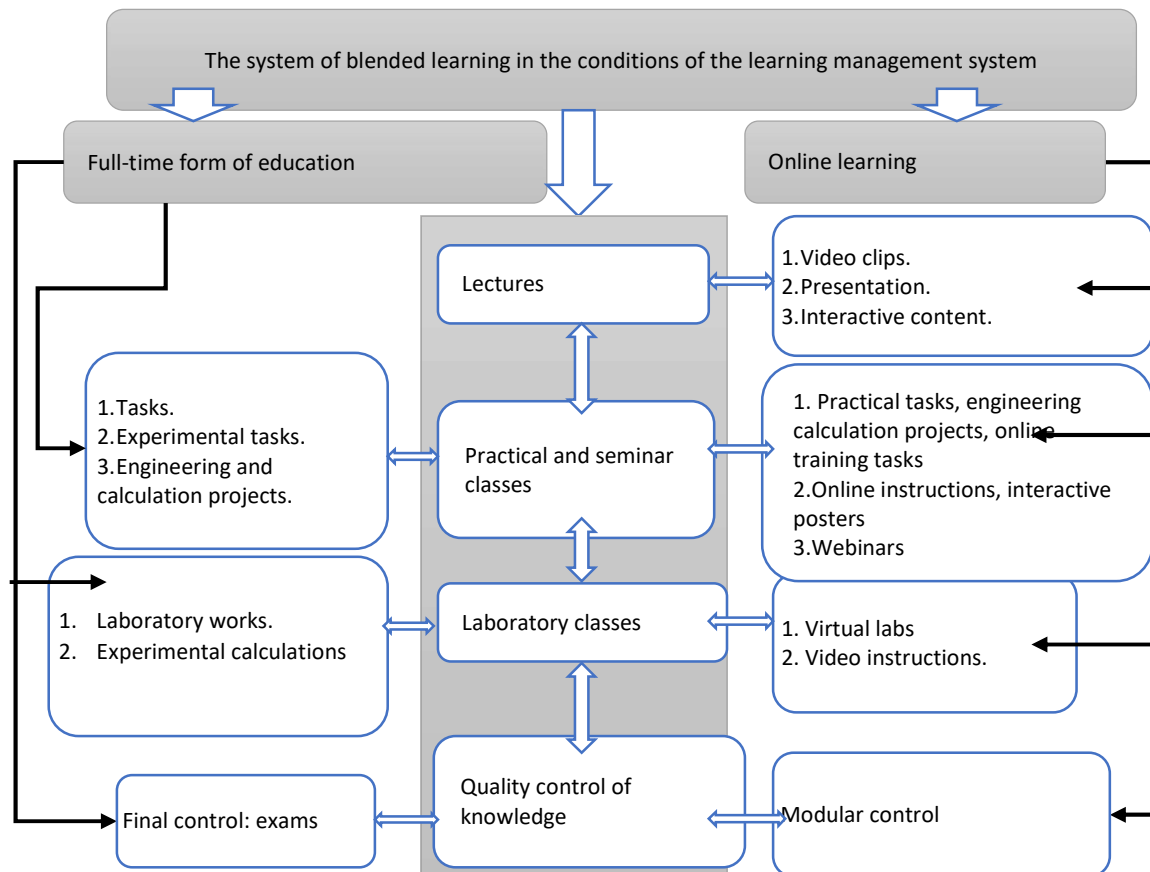 The system of blended learning in the conditions of the learning management system
Full-time form of education
Online learning
Lectures
1.Video clips.
2.Presentation.
3.Interactive content.
1.Tasks.
2.Experimental tasks.
3.Engineering and
calculation projects.
Practical and seminar
classes
1. Practical tasks, engineering
calculation projects, online
training tasks
2.Online instructions, interactive
posters
3.Webinars
1. Laboratory works.
2. Experimental calculations
Laboratory classes
1. Virtual labs
2. Video instructions.
Final control: exams
Quality control of
knowledge
Modular control